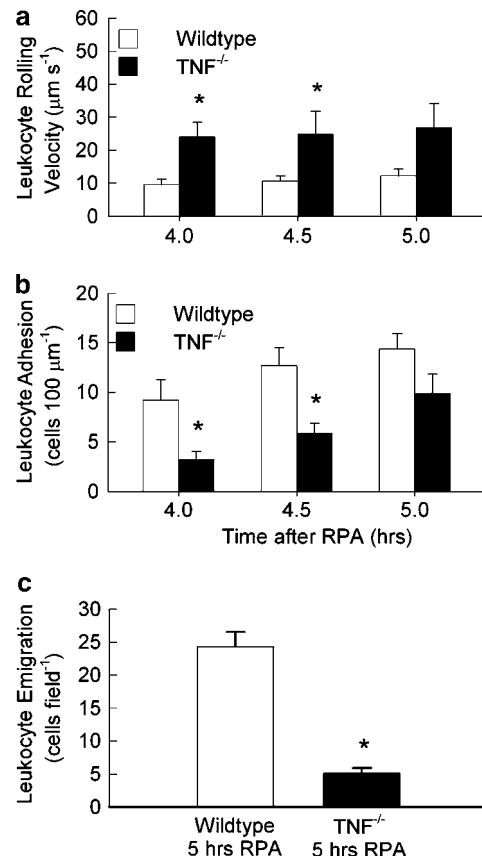 a
Leukocyte Rolling
Velocity (μm s⁻¹)
60
50
40
30
20
10
0
Wildtype
TNF⁻/⁻
*
*
4.0
4.5
5.0
b
Leukocyte Adhesion
(cells 100 μm⁻¹)
20
15
10
5
0
Wildtype
TNF⁻/⁻
*
*
4.0
4.5
5.0
Time after RPA (hrs)
c
Leukocyte Emigration
(cells field⁻¹)
30
25
20
15
10
5
0
*
Wildtype
5 hrs RPA
TNF⁻/⁻
5 hrs RPA